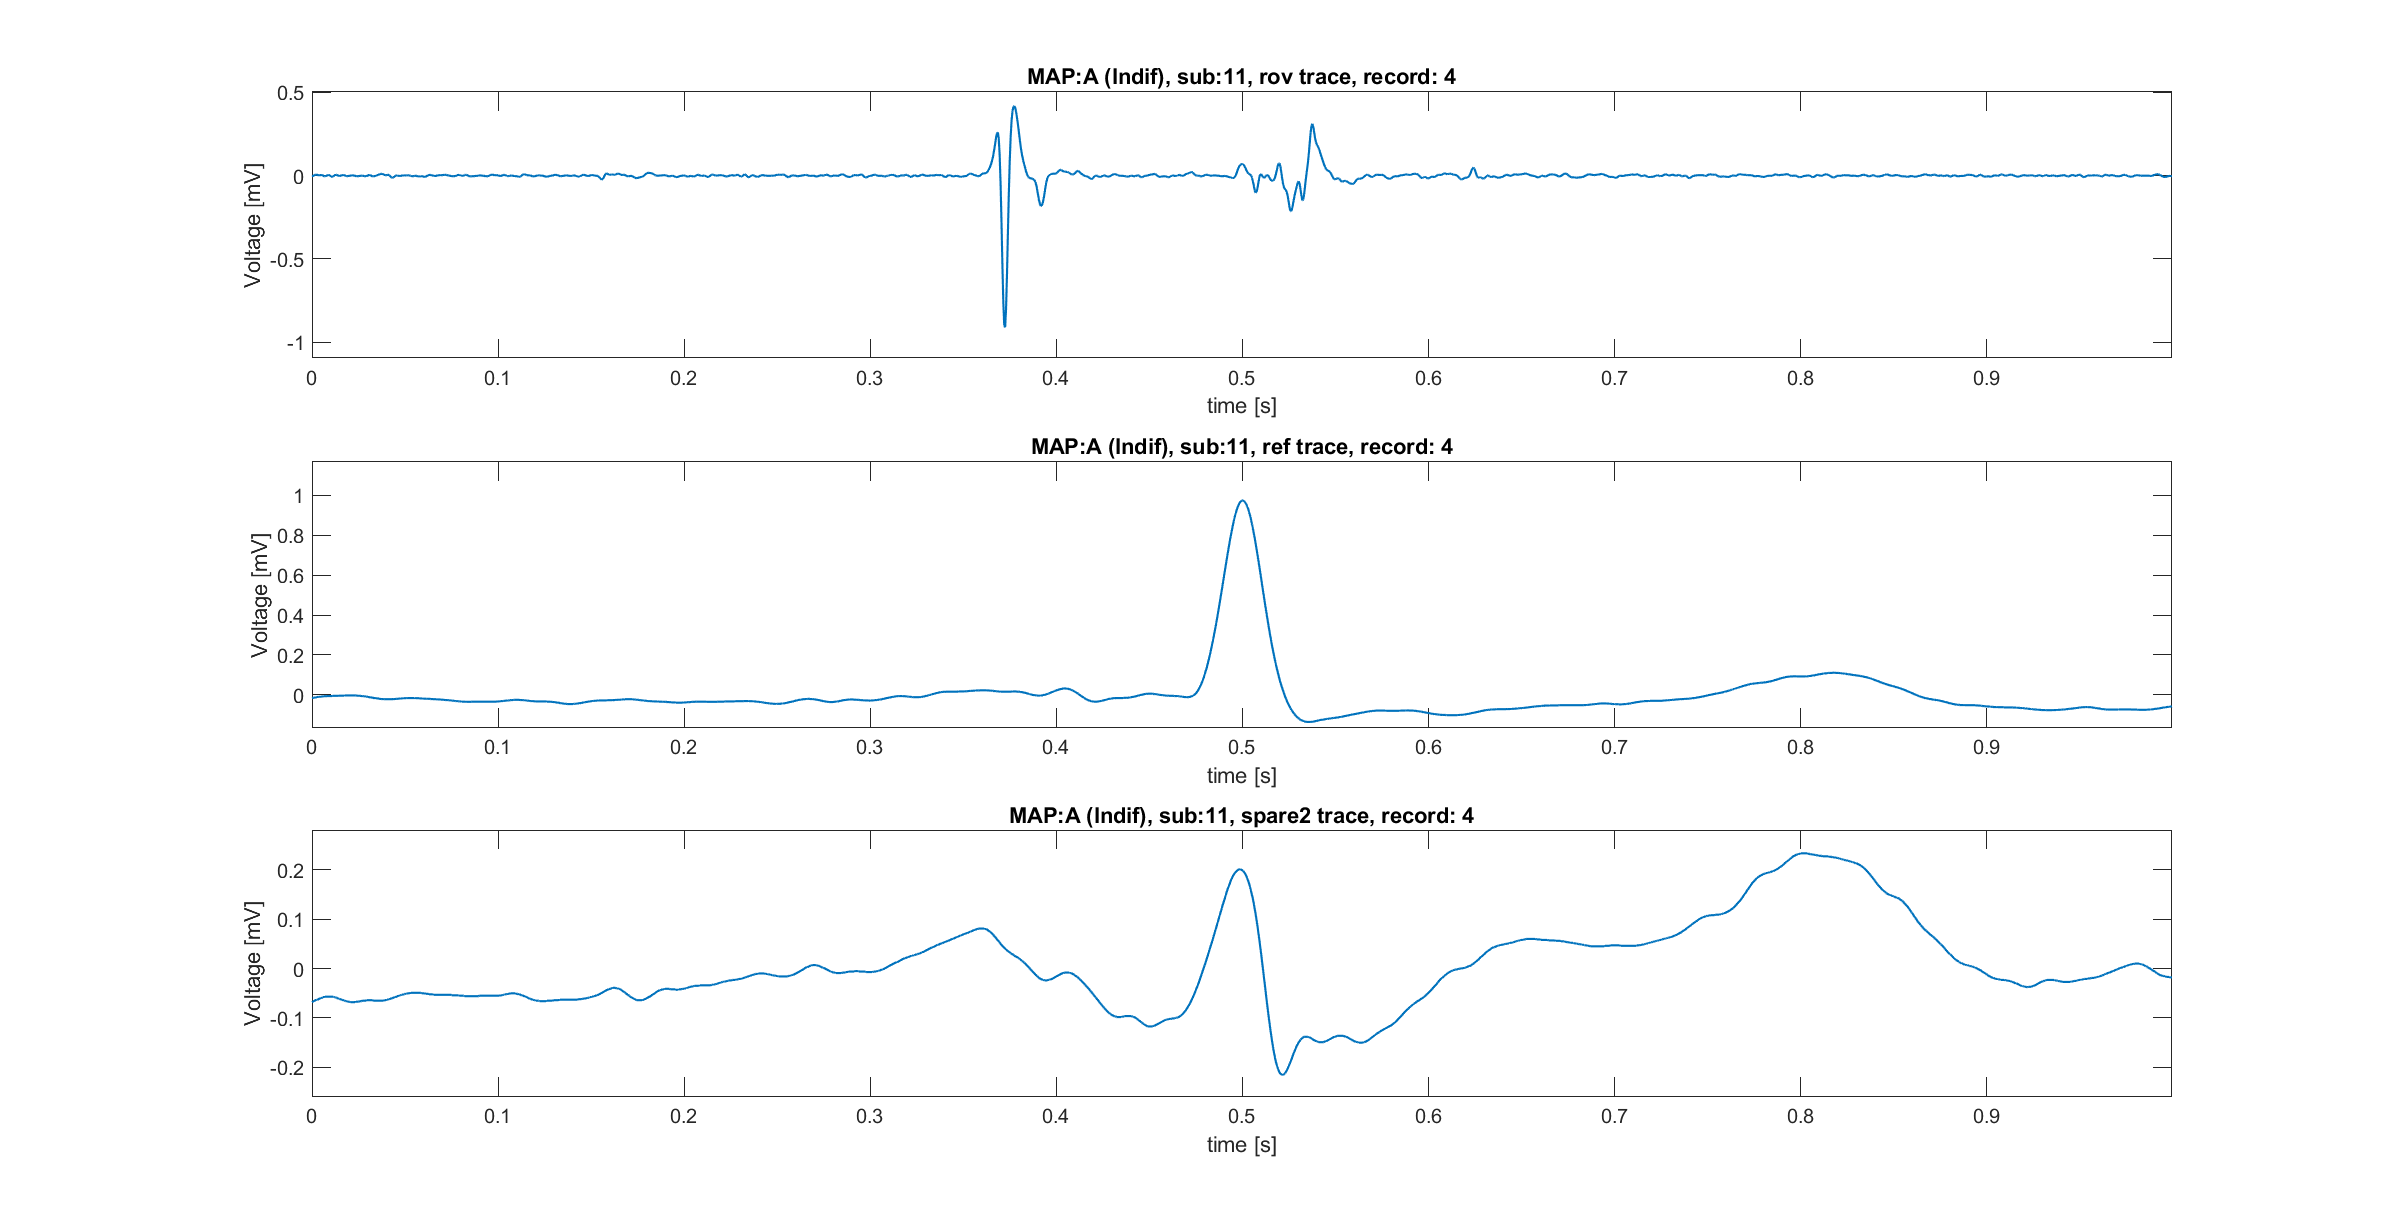 MAP:A (Indif), sub:11, rov trace, record: 4
0.5
0
-0.5
-1
Voltage [mV]
0 0.1 0.2 0.3 0.4 0.5 0.6 0.7 0.8 0.9
time [s]
MAP:A (Indif), sub:11, ref trace, record: 4
1
0.8
0.6
0.4
0.2
0
Voltage [mV]
0 0.1 0.2 0.3 0.4 0.5 0.6 0.7 0.8 0.9
time [s]
MAP:A (Indif), sub:11, spare2 trace, record: 4
0.2
0.1
0
-0.1
-0.2
Voltage [mV]
0 0.1 0.2 0.3 0.4 0.5 0.6 0.7 0.8 0.9
time [s]